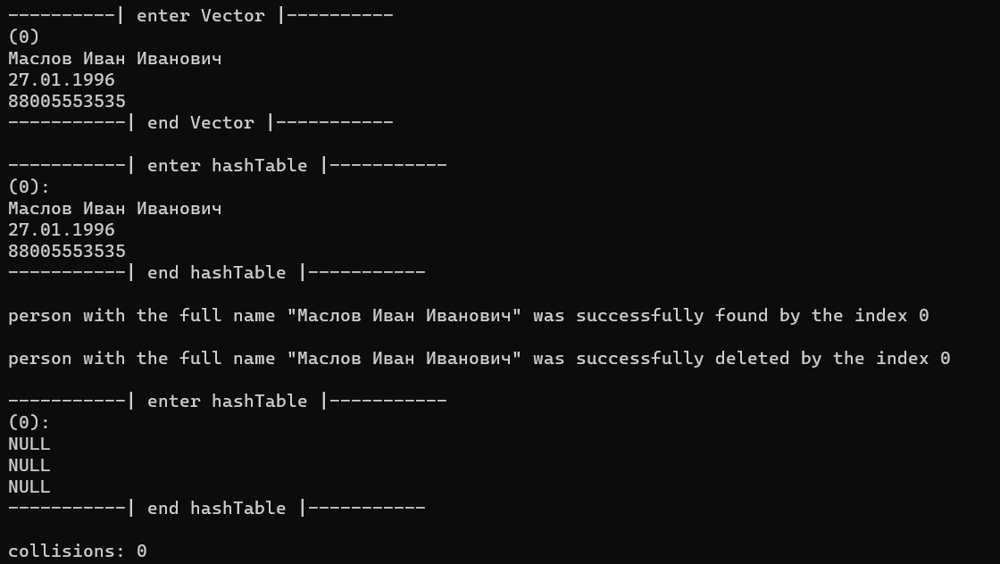 ----------| enter Vector |----------
(0)
Маслов Иван Иванович
27.01.1996
88005553535
-----------| end Vector |-----------
-----------| enter hashTable |-----------
(0):
Маслов Иван Иванович
27.01.1996
88005553535
-----------| end hashTable |-----------
person with the full name "Маслов Иван Иванович" was successfully found by the index 0
person with the full name "Маслов Иван Иванович" was successfully deleted by the index 0
-----------| enter hashTable |-----------
(0):
NULL
NULL
NULL
-----------| end hashTable |-----------
collisions: 0